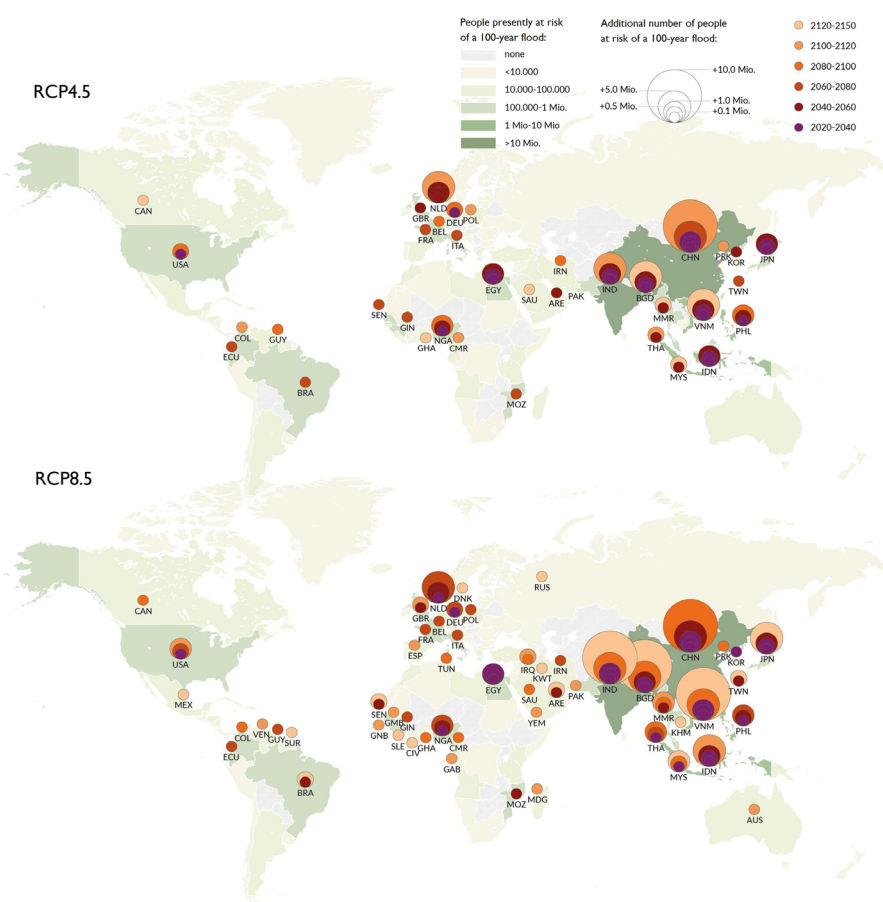 People presently at risk
of a 100-year flood:
none
<10.000
10.000-100.000
100.000-1 Mio.
1 Mio-10 Mio
>10 Mio.
Additional number of people
at risk of a 100-year flood:
+10.0 Mio.
+5.0 Mio.
+1.0 Mio.
+0.5 Mio.
+0.1 Mio.
2120-2150
2100-2120
2080-2100
2060-2080
2040-2060
2020-2040
RCP4.5
CAN
USA
COL
GUY
ECU
BRA
NLD
GBR
DEU
POL
BEL
FRA
ITA
EGY
SEN
GIN
NGA
GHA
CMR
MOZ
IRN
SAU
ARE
PAK
IND
BGD
CHN
PRK
KOR
JPN
TWN
MMR
VNM
PHL
THA
MYS
IDN
RCP8.5
CAN
USA
MEX
COL
VEN
GUY
SUR
ECU
BRA
NLD
DNK
RUS
GBR
DEU
POL
BEL
FRA
ITA
ESP
TUN
EGY
IRQ
IRN
KWT
SAU
ARE
PAK
YEM
SEN
GMB
GIN
GNB
SLE
CIV
GHA
NGA
CMR
GAB
MOZ
MDG
IND
BGD
CHN
PRK
KOR
JPN
TWN
MMR
VNM
KHM
PHL
THA
MYS
IDN
AUS